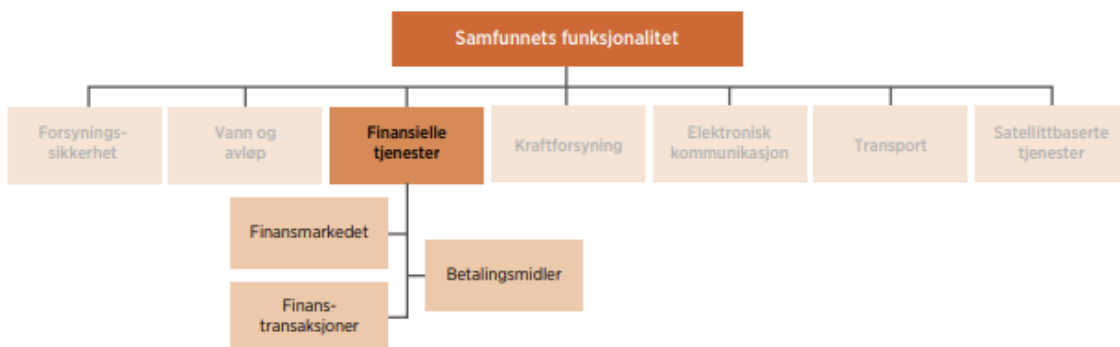 Samfunnets funksjonalitet
Forsynings-
sikkerhet
Vann og
avløp
Finansielle
tjenester
Kraftforsyning
Elektronisk
kommunikasjon
Transport
Satellittbaserte
tjenester
Finansmarkedet
Betalingsmidler
Finans-
transaksjoner